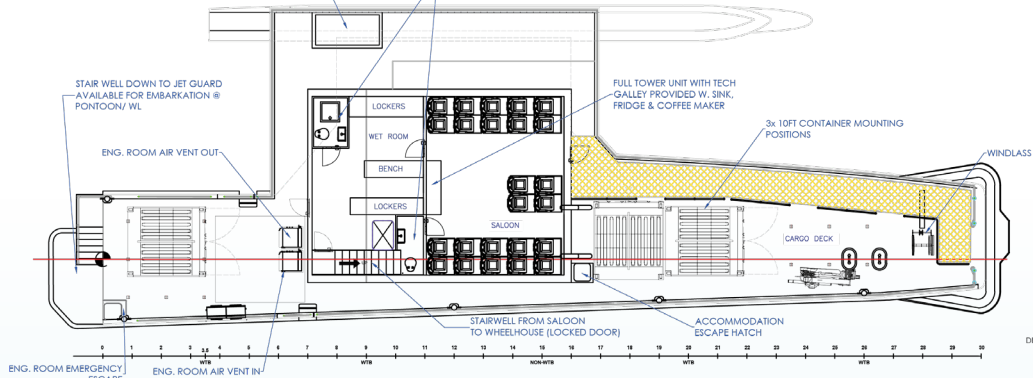 STAIR WELL DOWN TO JET GUARD
AVAILABLE FOR EMBARKATION @
PONTOON/ WL
ENG. ROOM AIR VENT OUT
LOCKERS
WET ROOM
BENCH
LOCKERS
SALOON
FULL TOWER UNIT WITH TECH
GALLEY PROVIDED W. SINK,
FRIDGE & COFFEE MAKER
3x 10FT CONTAINER MOUNTING
POSITIONS
WINDLASS
CARGO DECK
STAIRWELL FROM SALOON
TO WHEELHOUSE (LOCKED DOOR)
ACCOMMODATION
ESCAPE HATCH
0 1 2 3 3.5 4 5 6 7 8 9 10 11 12 13 14 15 16 17 18 19 20 21 22 23 24 25 26 27 28 29 30
WTB WTB NON-WTB WTB WTB
ENG. ROOM EMERGENCY
ESCAPE
ENG. ROOM AIR VENT IN